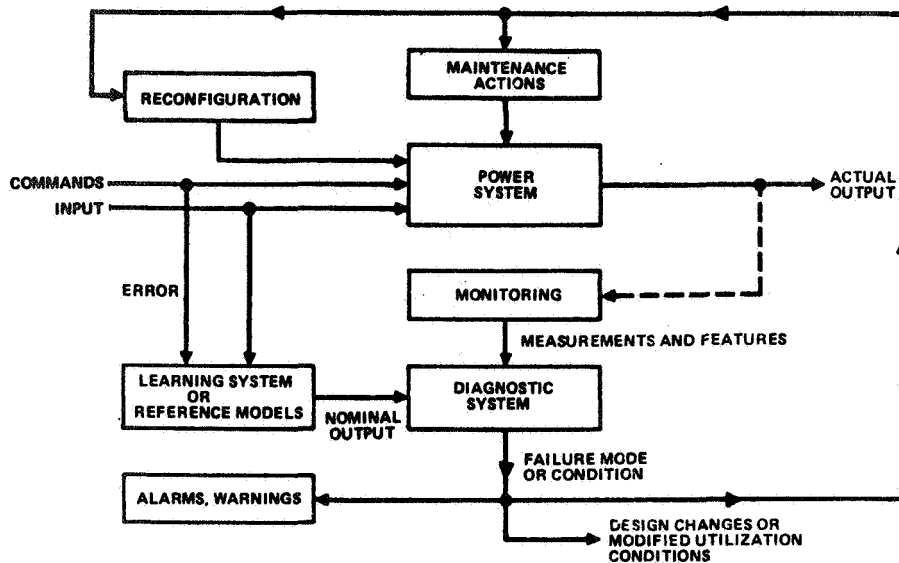 MAINTENANCE
ACTIONS
RECONFIGURATION
POWER
SYSTEM
COMMANDS
INPUT
ACTUAL
OUTPUT
ERROR
MONITORING
MEASUREMENTS AND FEATURES
LEARNING SYSTEM
OR
REFERENCE MODELS
NOMINAL
OUTPUT
DIAGNOSTIC
SYSTEM
FAILURE MODE
OR CONDITION
ALARMS, WARNINGS
DESIGN CHANGES OR
MODIFIED UTILIZATION
CONDITIONS